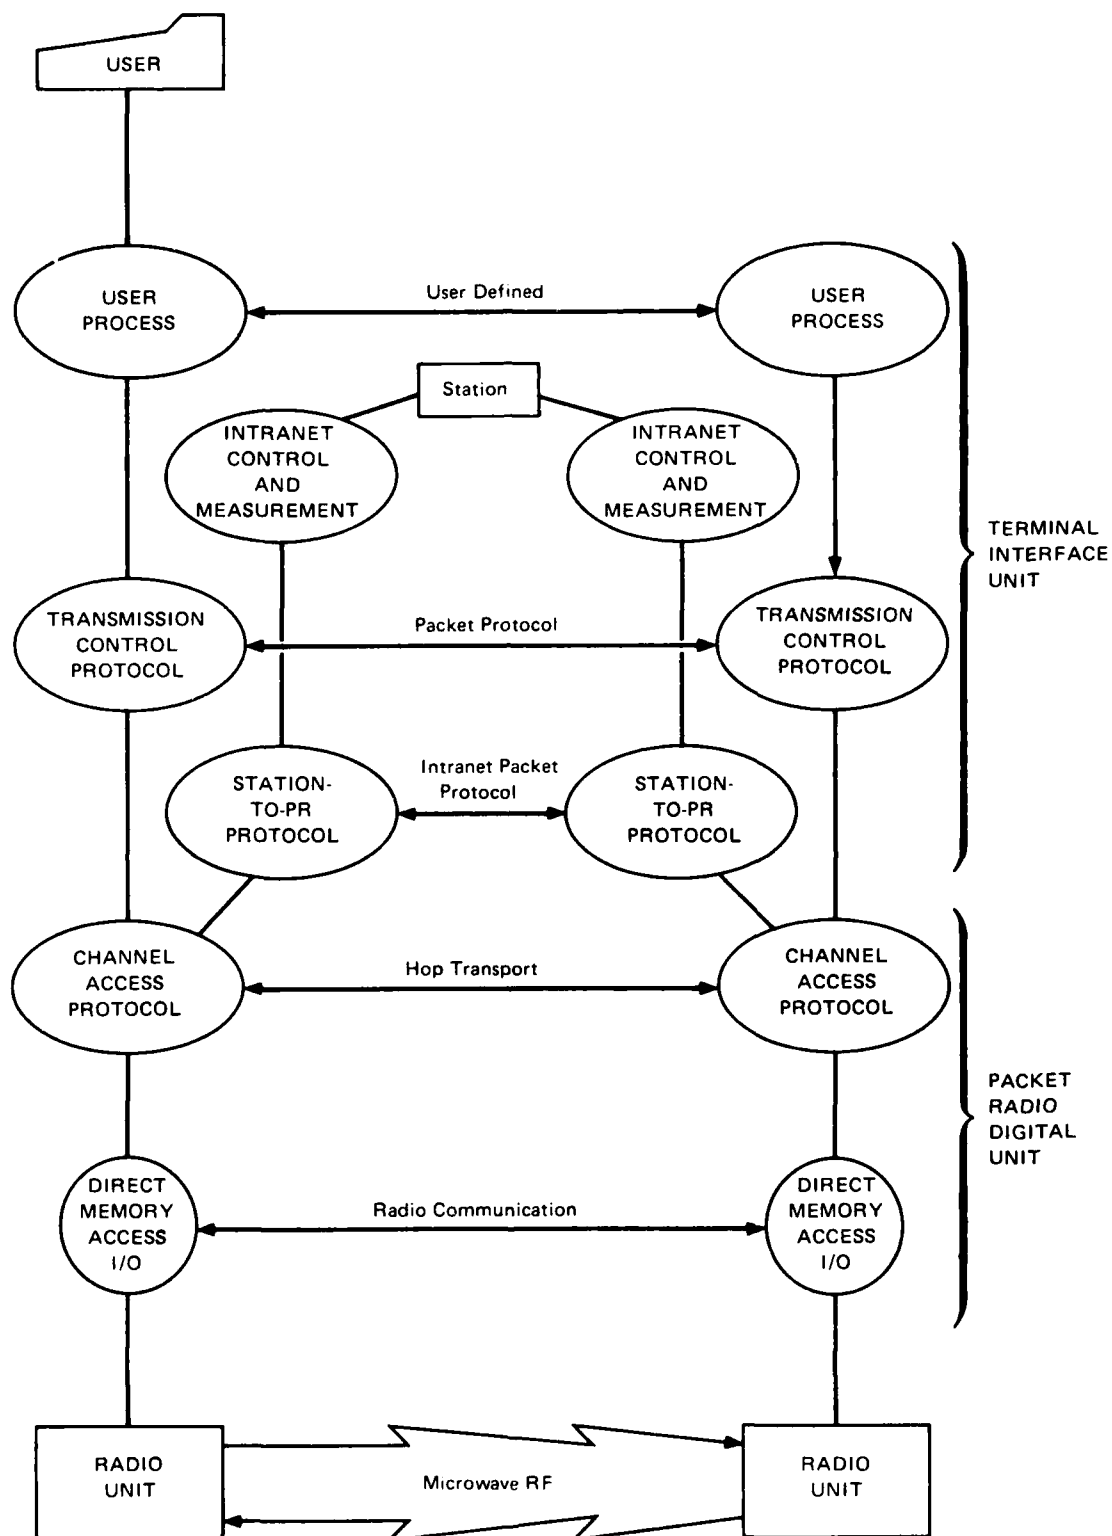 USER
USER
PROCESS
User Defined
USER
PROCESS
Station
INTRANET
CONTROL
AND
MEASUREMENT
INTRANET
CONTROL
AND
MEASUREMENT
TERMINAL
INTERFACE
UNIT
TRANSMISSION
CONTROL
PROTOCOL
Packet Protocol
TRANSMISSION
CONTROL
PROTOCOL
STATION-
TO-PR
PROTOCOL
Intranet Packet
Protocol
STATION-
TO-PR
PROTOCOL
CHANNEL
ACCESS
PROTOCOL
Hop Transport
CHANNEL
ACCESS
PROTOCOL
PACKET
RADIO
DIGITAL
UNIT
DIRECT
MEMORY
ACCESS
I/O
Radio Communication
DIRECT
MEMORY
ACCESS
I/O
RADIO
UNIT
Microwave RF
RADIO
UNIT